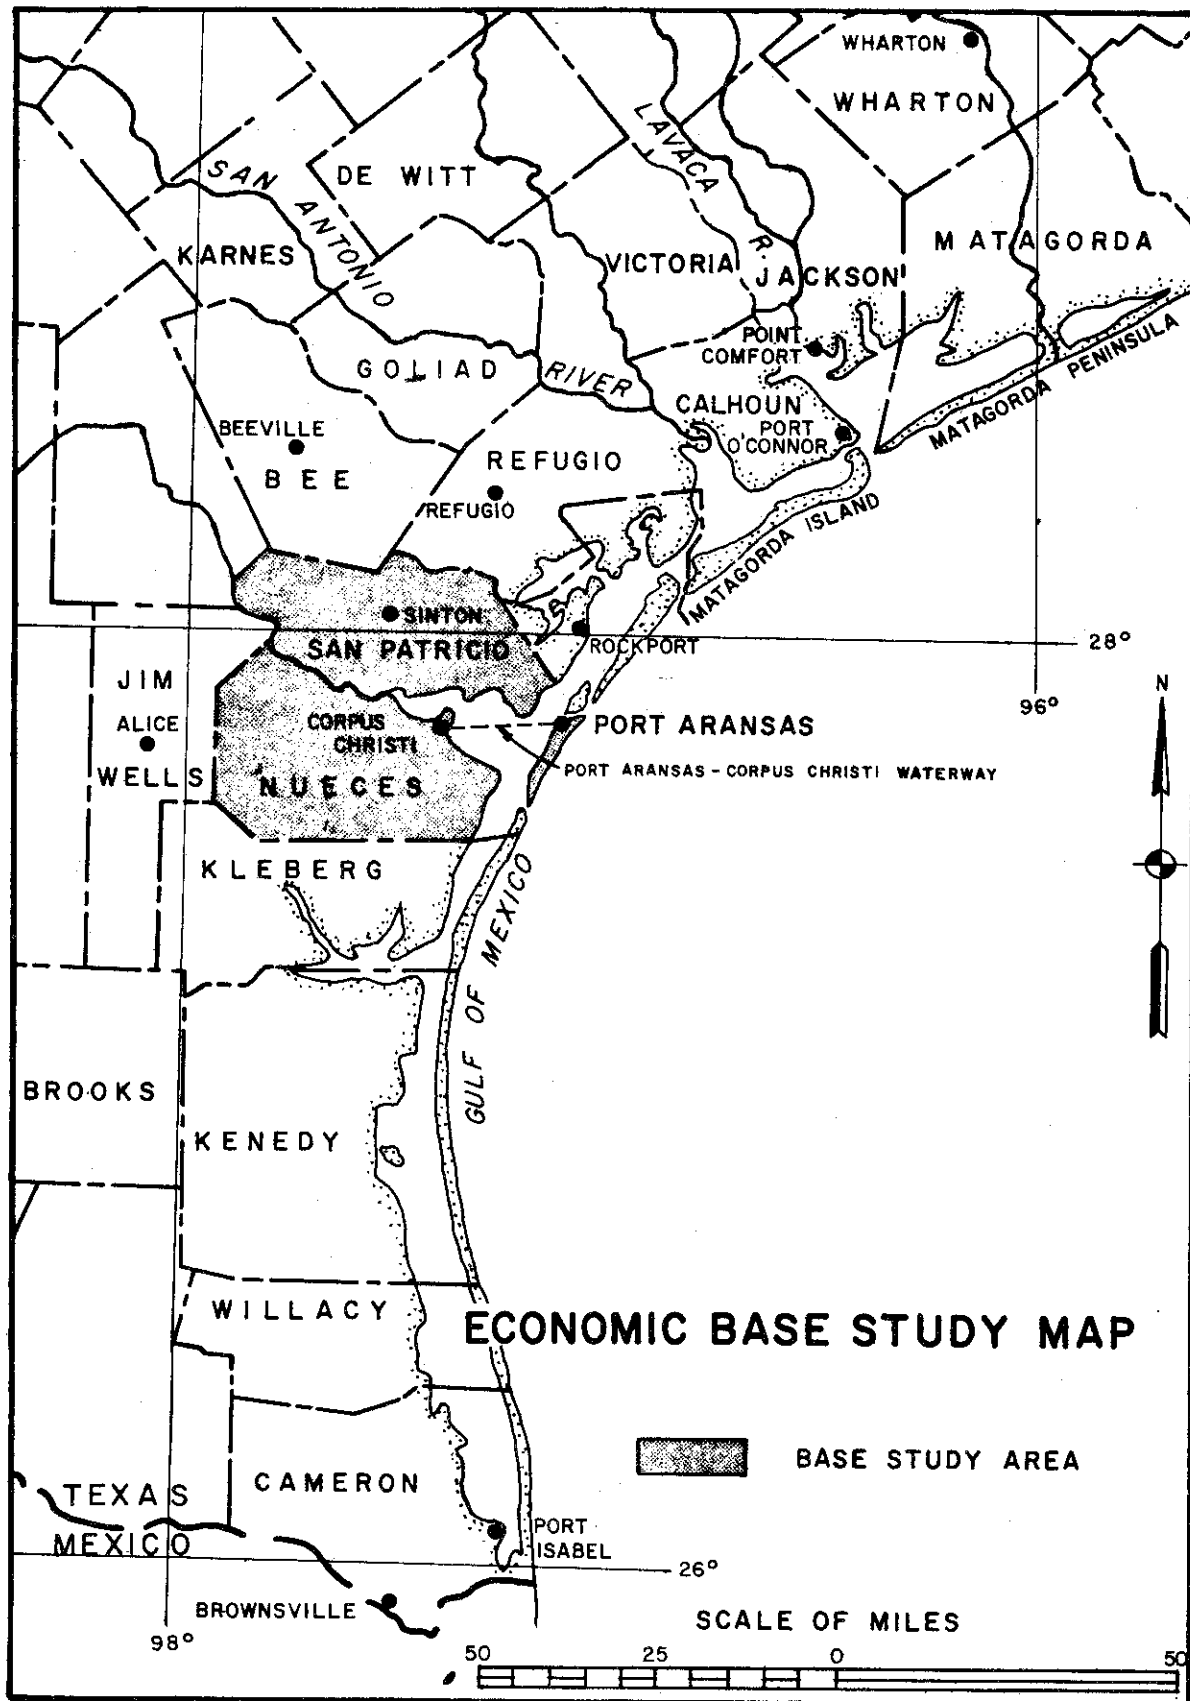 WHARTON
WHARTON
LAVACA R.
SAN ANTONIO RIVER
DE WITT
KARNES
VICTORIA
JACKSON
MATAGORDA
POINT
COMFORT
GOLIAD
MATAGORDA PENINSULA
CALHOUN
PORT
O'CONNOR
BEEVILLE
BEE
REFUGIO
REFUGIO
MATAGORDA ISLAND
SINTON
SAN PATRICIO
ROCKPORT
28°
96°
N
JIM
WELLS
ALICE
CORPUS
CHRISTI
PORT ARANSAS
PORT ARANSAS-CORPUS CHRISTI WATERWAY
NUECES
KLEBERG
GULF OF MEXICO
BROOKS
KENEDY
WILLACY
ECONOMIC BASE STUDY MAP
BASE STUDY AREA
CAMERON
TEXAS
MEXICO
PORT
ISABEL
26°
BROWNSVILLE
98°
SCALE OF MILES
50 25 0 50